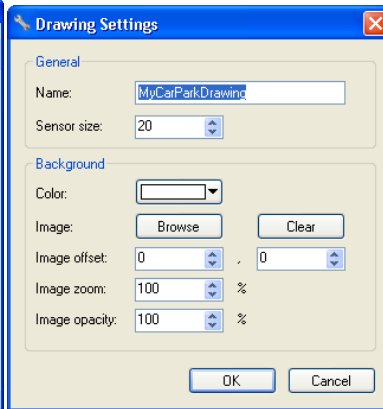 Drawing Settings
General
Name: MyCarParkDrawing
Sensor size: 20
Background
Color:
Image: Browse Clear
Image offset: 0 , 0
Image zoom: 100 %
Image opacity: 100 %
OK Cancel